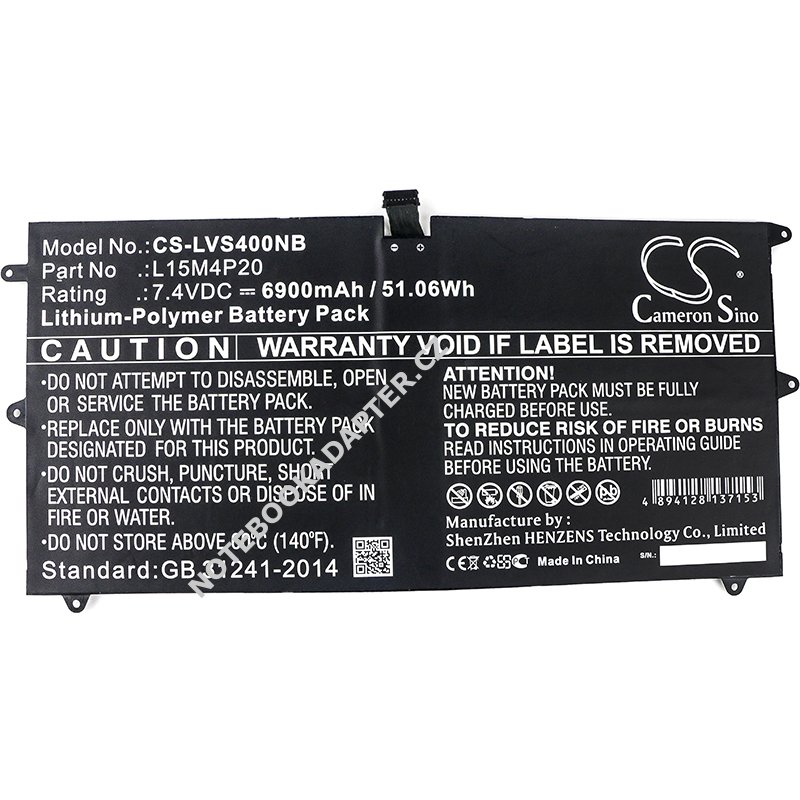 Model No.: CS-LVS400NB
Part No : L15M4P20
Rating : 7.4VDC ⎓ 6900mAh / 51.06Wh
Lithium-Polymer Battery Pack
Cameron Sino
CAUTION WARRANTY VOID IF LABEL IS REMOVED
•DO NOT ATTEMPT TO DISASSEMBLE, OPEN
OR SERVICE THE BATTERY PACK.
•REPLACE ONLY WITH THE BATTERY PACK
DESIGNATED FOR THIS PRODUCT.
•DO NOT CRUSH, PUNCTURE, SHORT
EXTERNAL CONTACTS, OR DISPOSE OF IN
FIRE OR WATER.
•DO NOT STORE ABOVE 60°C (140°F).
Standard: GB 31241-2014
ATTENTION!
NEW BATTERY PACK MUST BE FULLY
CHARGED BEFORE USE.
TO REDUCE RISK OF FIRE OR BURNS
READ INSTRUCTIONS IN OPERATING GUIDE
BEFORE USING THE BATTERY.
4 894128 137153
Manufacture by :
ShenZhen HENZENS Technology Co., Limited
CE
Made In China
S/N.:
NOTEBOOKADAPTER.CZ